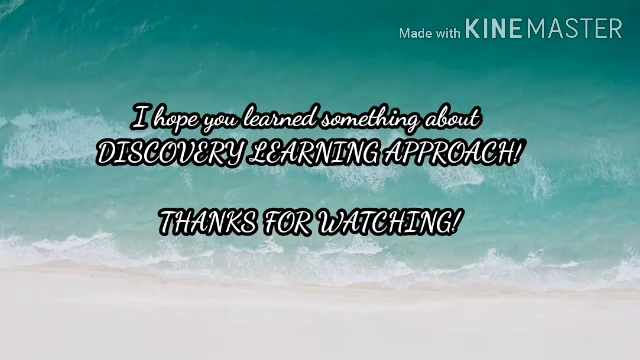 Made with KINEMASTER
I hope you learned something about
DISCOVERY LEARNING APPROACH!
THANKS FOR WATCHING!